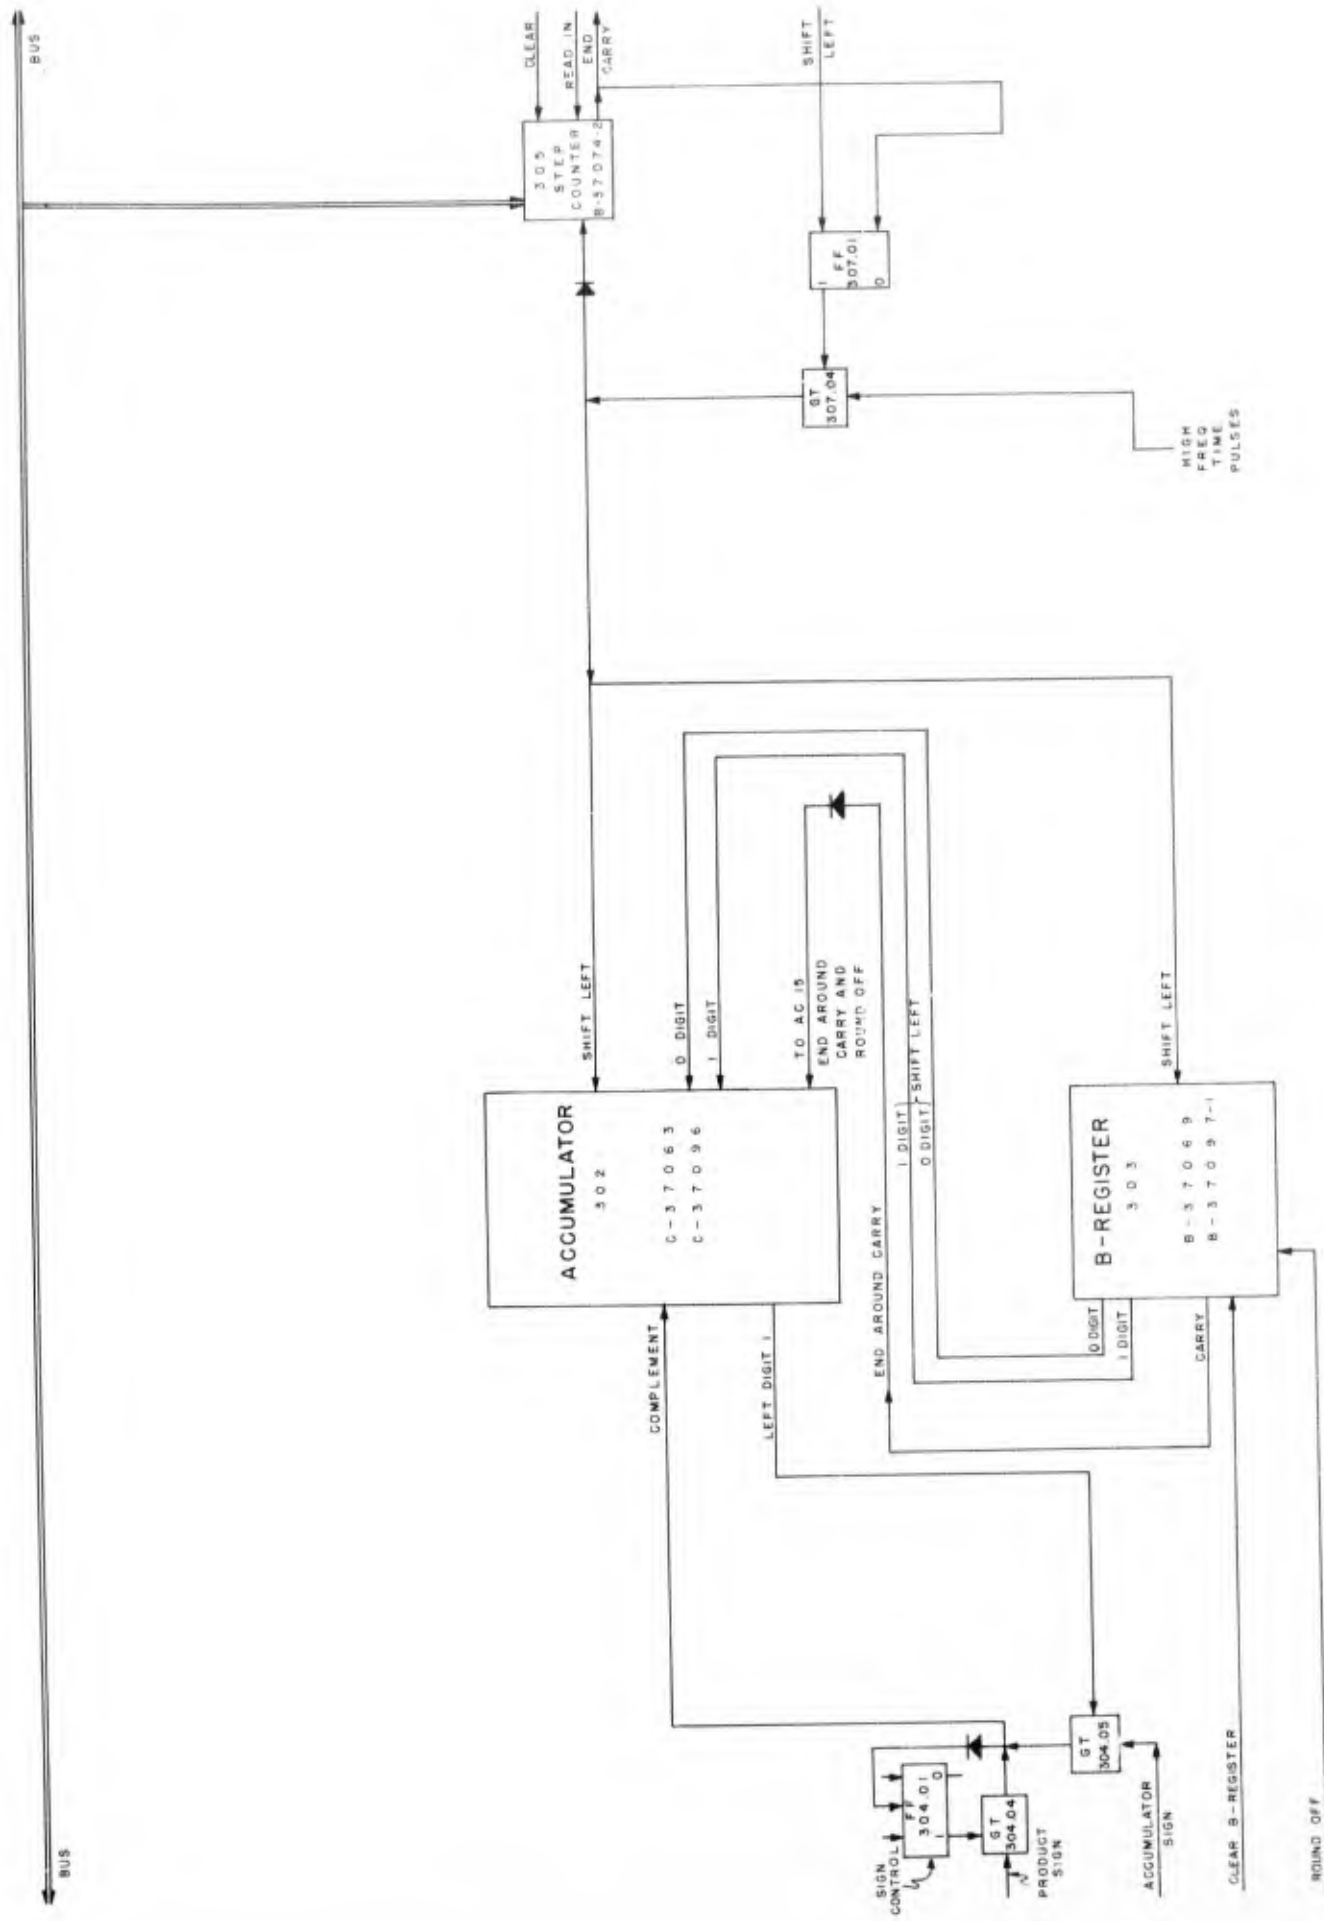 BUS
BUS
CLEAR
READ IN
END
CARRY
305
STEP
COUNTER
B-37074-2
SHIFT
LEFT
1
FF
307.01
0
GT
307.04
HIGH
FREQ
TIME
PULSES
SHIFT LEFT
0 DIGIT
1 DIGIT
TO AC 15
END AROUND
CARRY AND
ROUND OFF
ACCUMULATOR
302
C-37063
C-37096
COMPLEMENT
LEFT DIGIT 1
END AROUND CARRY
1 DIGIT
0 DIGIT
SHIFT LEFT
SHIFT LEFT
B-REGISTER
303
B-37069
B-37097-1
0 DIGIT
1 DIGIT
CARRY
SIGN
CONTROL
FF
304.01
1
0
GT
304.04
PRODUCT
SIGN
GT
304.05
ACCUMULATOR
SIGN
CLEAR B-REGISTER
ROUND OFF